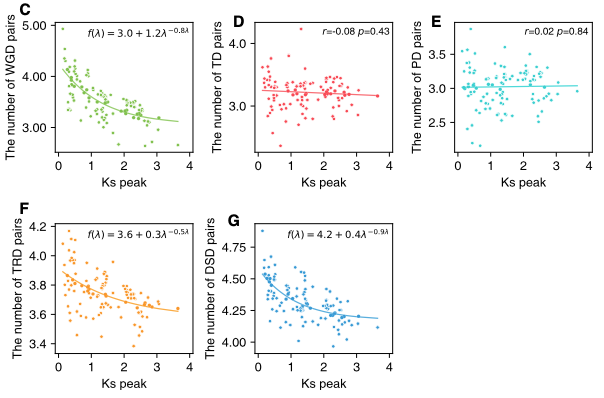 C
f(λ) = 3.0 + 1.2λ^−0.8λ
The number of WGD pairs
5.00
4.00
3.00
0 1 2 3 4
Ks peak
D
r=-0.08 p=0.43
The number of TD pairs
4.0
3.0
0 1 2 3 4
Ks peak
E
r=0.02 p=0.84
The number of PD pairs
3.5
3.0
2.5
0 1 2 3 4
Ks peak
F
f(λ) = 3.6 + 0.3λ^−0.5λ
The number of TRD pairs
4.2
4.0
3.8
3.6
3.4
0 1 2 3 4
Ks peak
G
f(λ) = 4.2 + 0.4λ^−0.9λ
The number of DSD pairs
4.75
4.50
4.25
4.00
0 1 2 3 4
Ks peak